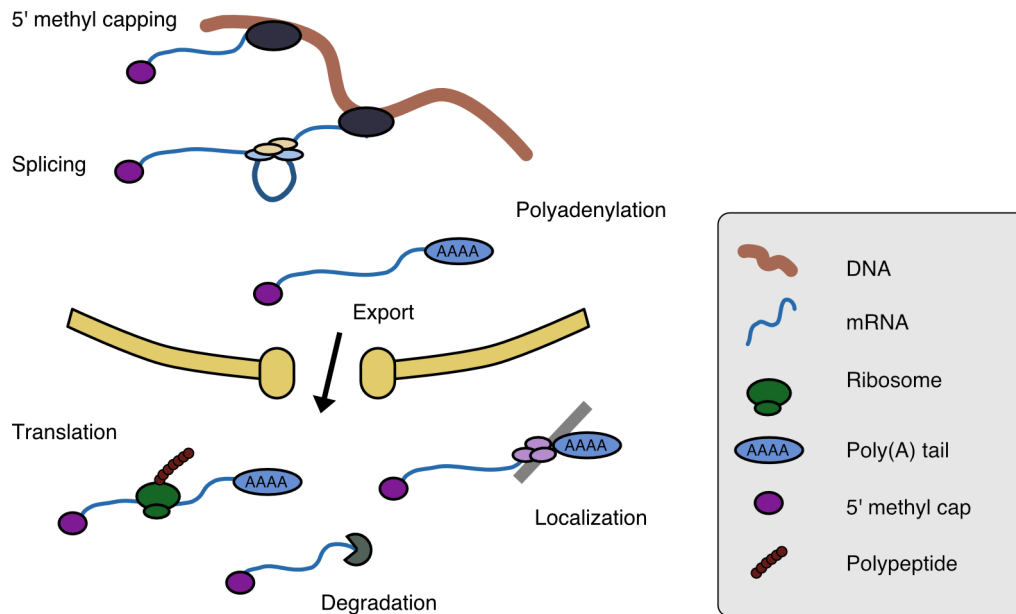 5' methyl capping
Splicing
Polyadenylation
AAAA
Export
Translation
AAAA
AAAA
Localization
Degradation
DNA
mRNA
Ribosome
AAAA
Poly(A) tail
5' methyl cap
Polypeptide